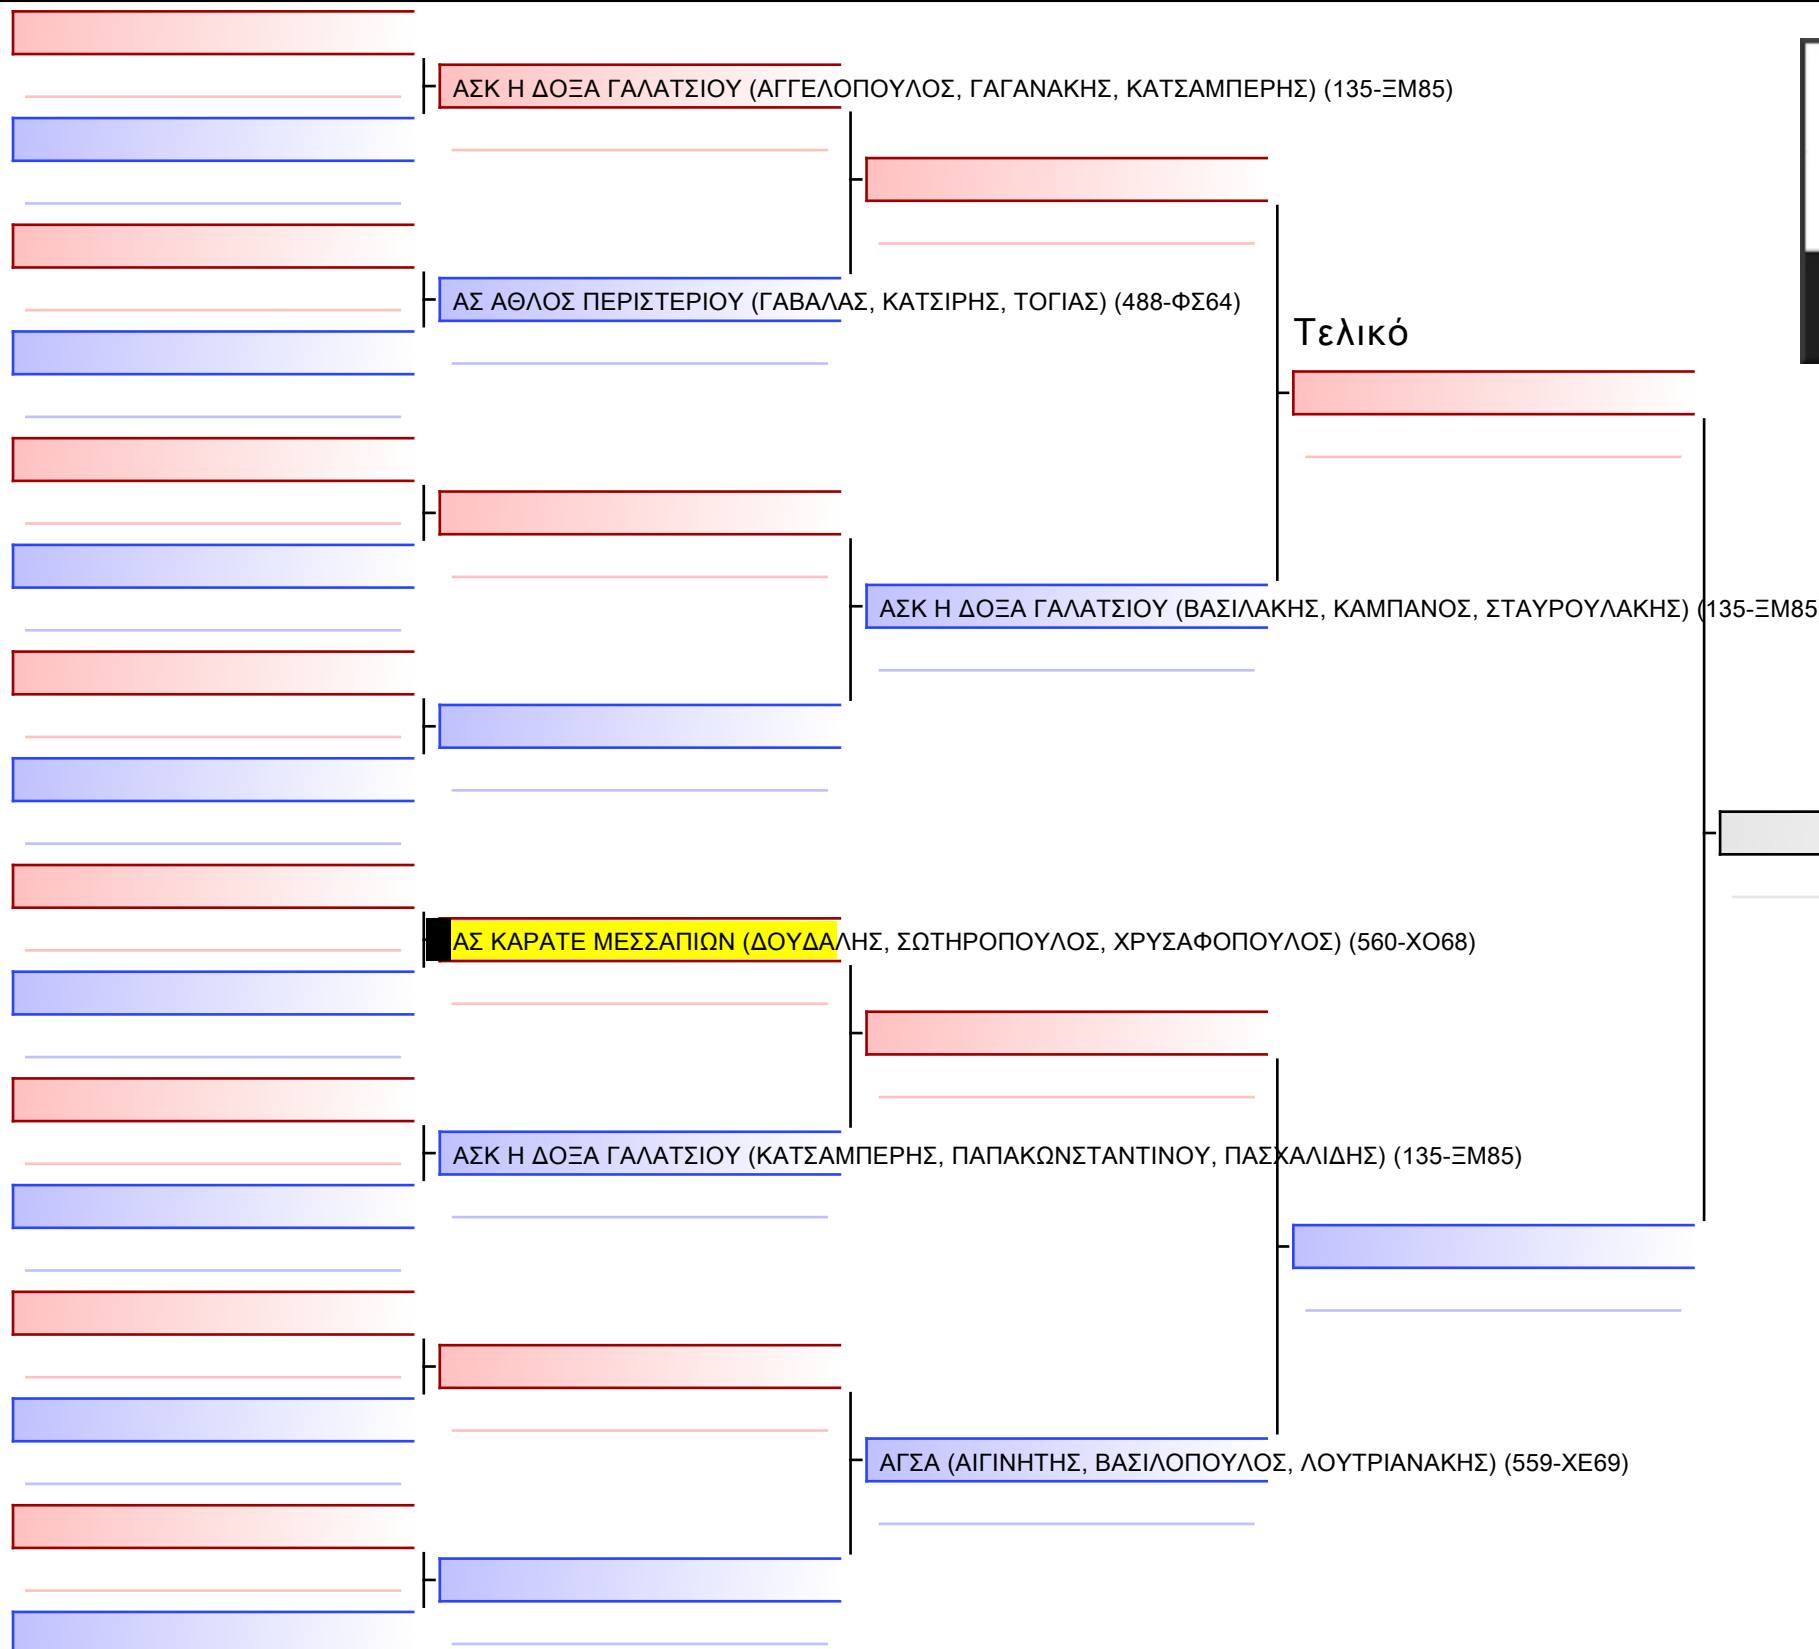 ΑΣΚ Η ΔΟΞΑ ΓΑΛΑΤΣΙΟΥ (ΑΓΓΕΛΟΠΟΥΛΟΣ, ΓΑΓΑΝΑΚΗΣ, ΚΑΤΣΑΜΠΕΡΗΣ) (135-ΞΜ85)
ΑΣ ΑΘΛΟΣ ΠΕΡΙΣΤΕΡΙΟΥ (ΓΑΒΑΛΑΣ, ΚΑΤΣΙΡΗΣ, ΤΟΓΙΑΣ) (488-ΦΣ64)
Τελικό
ΑΣΚ Η ΔΟΞΑ ΓΑΛΑΤΣΙΟΥ (ΒΑΣΙΛΑΚΗΣ, ΚΑΜΠΑΝΟΣ, ΣΤΑΥΡΟΥΛΑΚΗΣ) (135-ΞΜ85
ΑΣ ΚΑΡΑΤΕ ΜΕΣΣΑΠΙΩΝ (ΔΟΥΔΑΛΗΣ, ΣΩΤΗΡΟΠΟΥΛΟΣ, ΧΡΥΣΑΦΟΠΟΥΛΟΣ) (560-ΧΟ68)
ΑΣΚ Η ΔΟΞΑ ΓΑΛΑΤΣΙΟΥ (ΚΑΤΣΑΜΠΕΡΗΣ, ΠΑΠΑΚΩΝΣΤΑΝΤΙΝΟΥ, ΠΑΣΧΑΛΙΔΗΣ) (135-ΞΜ85)
ΑΓΣΑ (ΑΙΓΙΝΗΤΗΣ, ΒΑΣΙΛΟΠΟΥΛΟΣ, ΛΟΥΤΡΙΑΝΑΚΗΣ) (559-ΧΕ69)